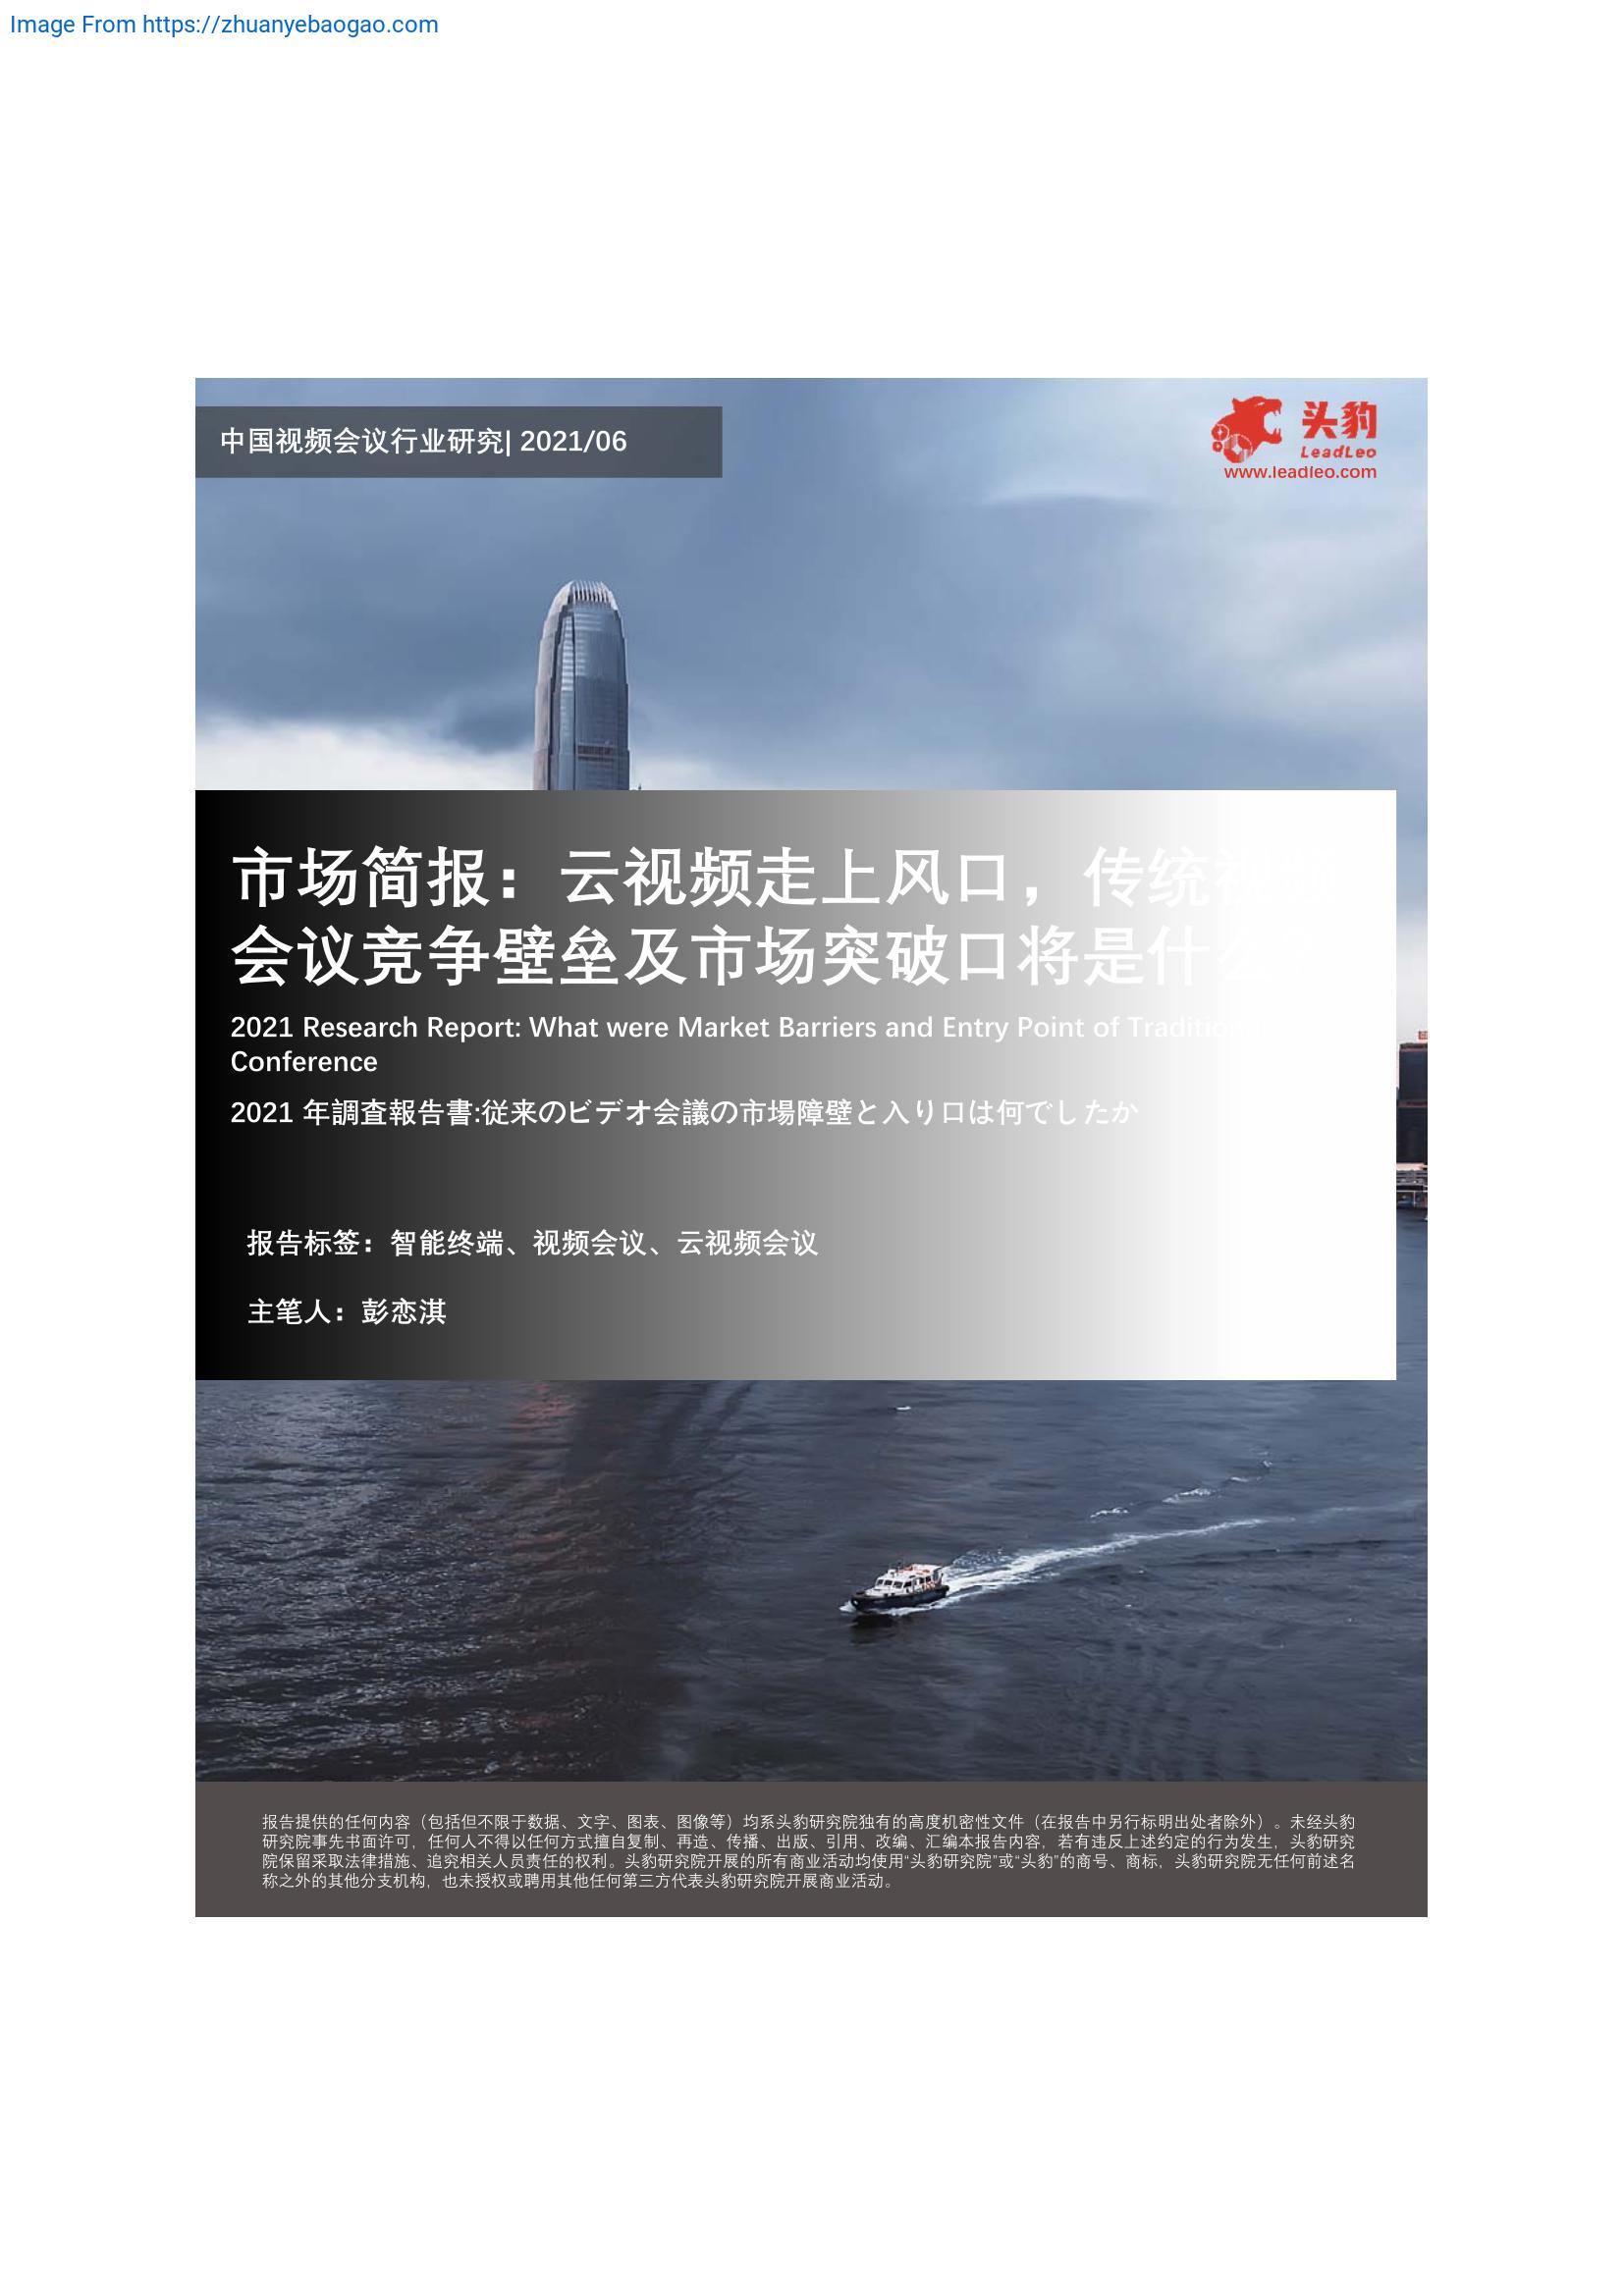 Image From https://zhuanyebaogao.com
中国视频会议行业研究| 2021/06
头豹
LeadLeo
www.leadleo.com
市场简报：云视频走上风口，传统视频
会议竞争壁垒及市场突破口将是什么
2021 Research Report: What were Market Barriers and Entry Point of
Conference
2021 年調査報告書:従来のビデオ会議の市場障壁と入り口は何でしたか
报告标签：智能终端、视频会议、云视频会议
主笔人：彭恋淇
报告提供的任何内容（包括但不限于数据、文字、图表、图像等）均系头豹研究院独有的高度机密性文件（在报告中另行标明出处者除外）。未经头豹
研究院事先书面许可，任何人不得以任何方式擅自复制、再造、传播、出版、引用、改编、汇编本报告内容，若有违反上述约定的行为发生，头豹研究
院保留采取法律措施、追究相关人员责任的权利。头豹研究院开展的所有商业活动均使用“头豹研究院”或“头豹”的商号、商标，头豹研究院无任何前述名
称之外的其他分支机构，也未授权或聘用其他任何第三方代表头豹研究院开展商业活动。